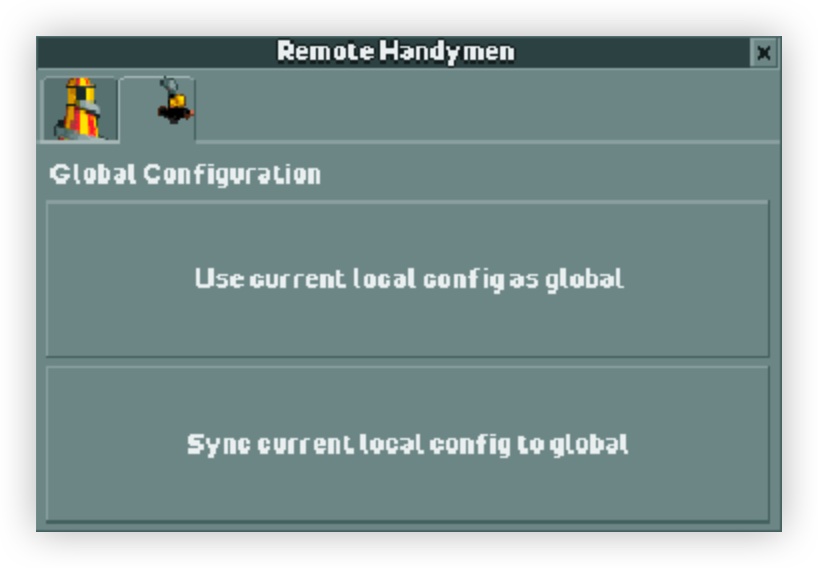 Remote Handymen
Global Configuration
Use current local config as global
Sync current local config to global